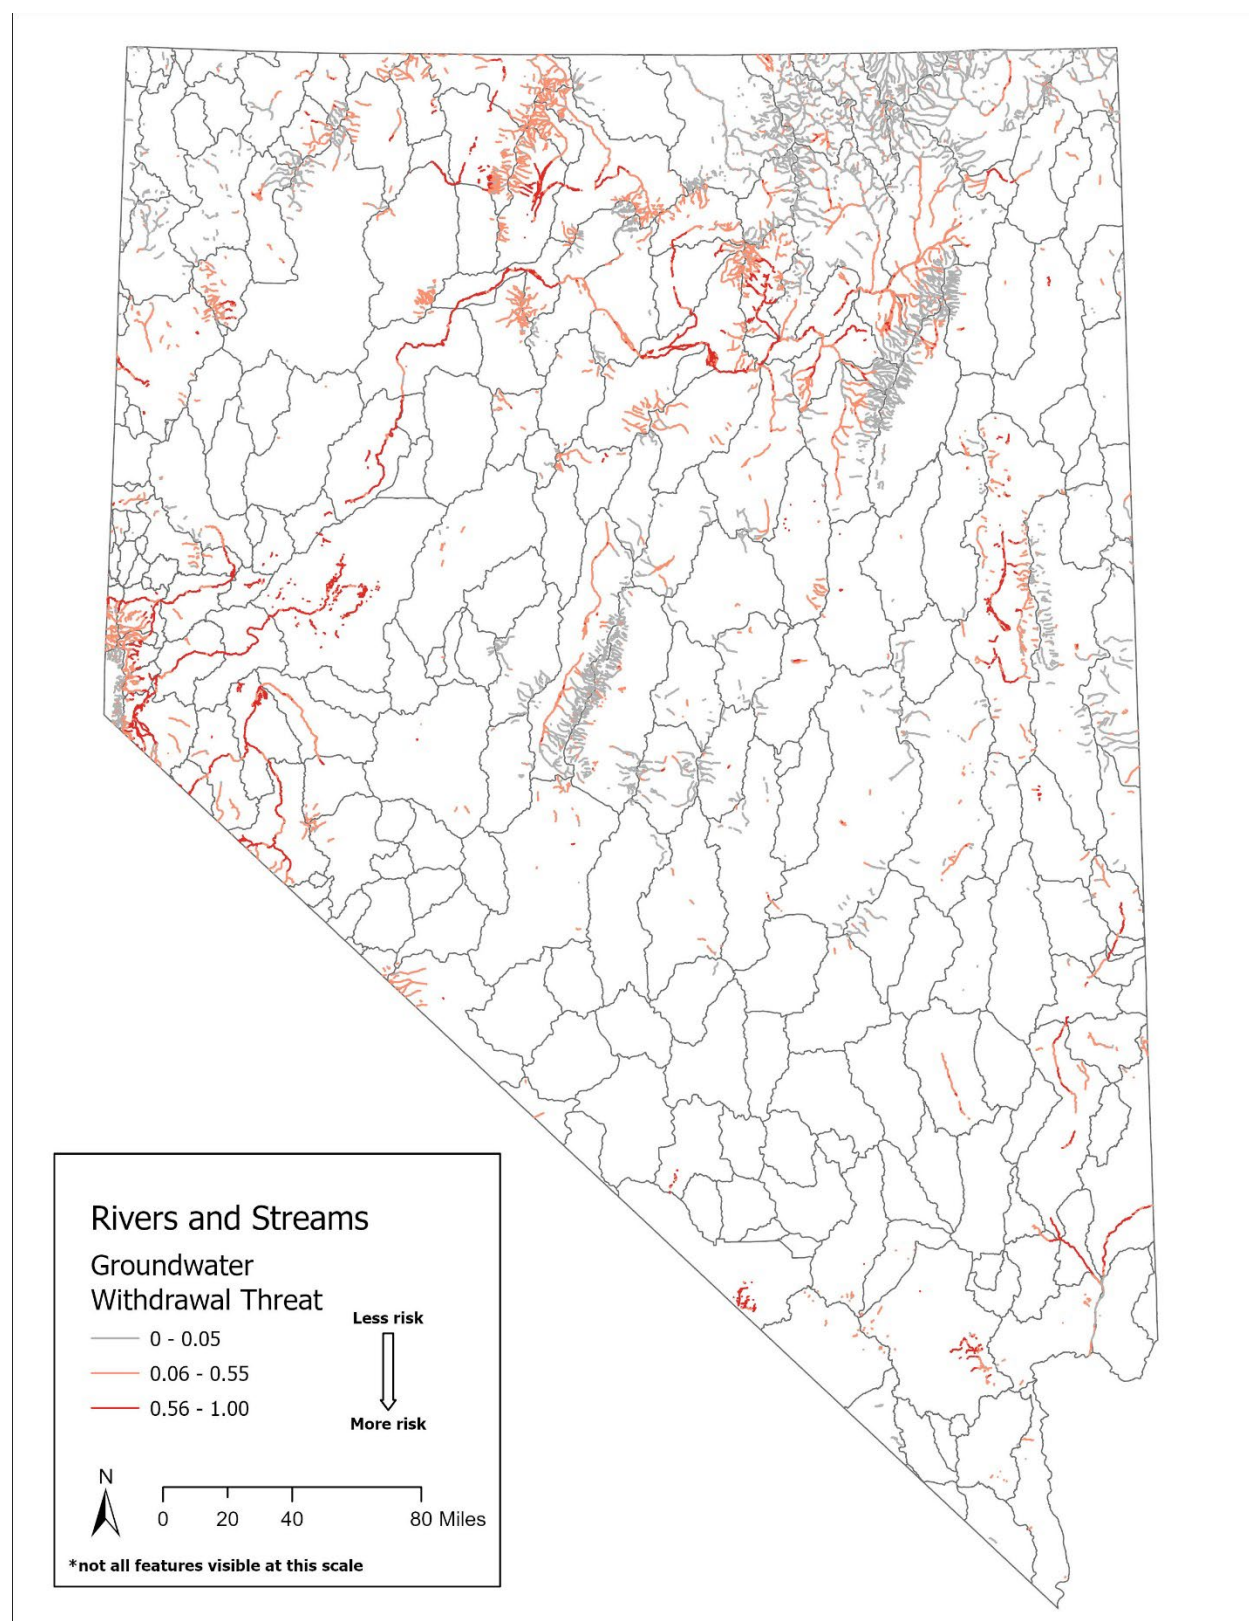 Rivers and Streams
Groundwater
Withdrawal Threat
Less risk
0 - 0.05
0.06 - 0.55
0.56 - 1.00
More risk
N
0 20 40 80 Miles
*not all features visible at this scale